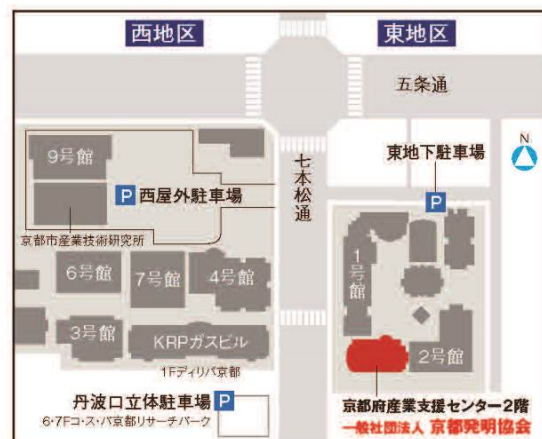 西地区
東地区
五条通
N
七本松通
東地下駐車場
P
9号館
P 西屋外駐車場
京都市産業技術研究所
6号館
7号館
4号館
1号館
3号館
KRPガスビル
2号館
1Fディリパ京都
丹波口立体駐車場 P
6・7Fコ・ス・パ京都リサーチパーク
京都府産業支援センター2階
一般社団法人 京都発明協会